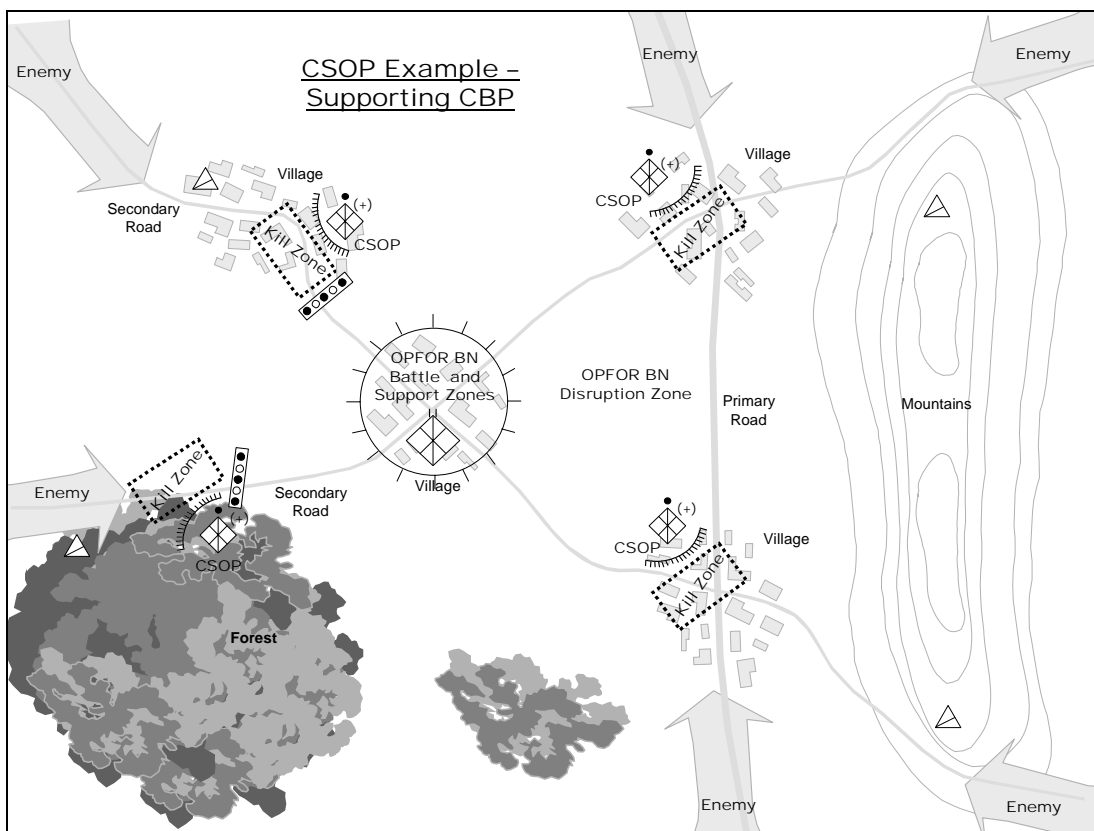 Enemy
Enemy
Enemy
CSOP Example –
Supporting CBP
Village
(+)
CSOP
Secondary
Road
Kill Zone
(+)
CSOP
Village
Kill Zone
OPFOR BN
Battle and
Support Zones
Village
OPFOR BN
Disruption Zone
Primary
Road
Mountains
Enemy
Kill Zone
Secondary
Road
(+)
CSOP
Forest
(+)
CSOP
Village
Kill Zone
Enemy
Enemy